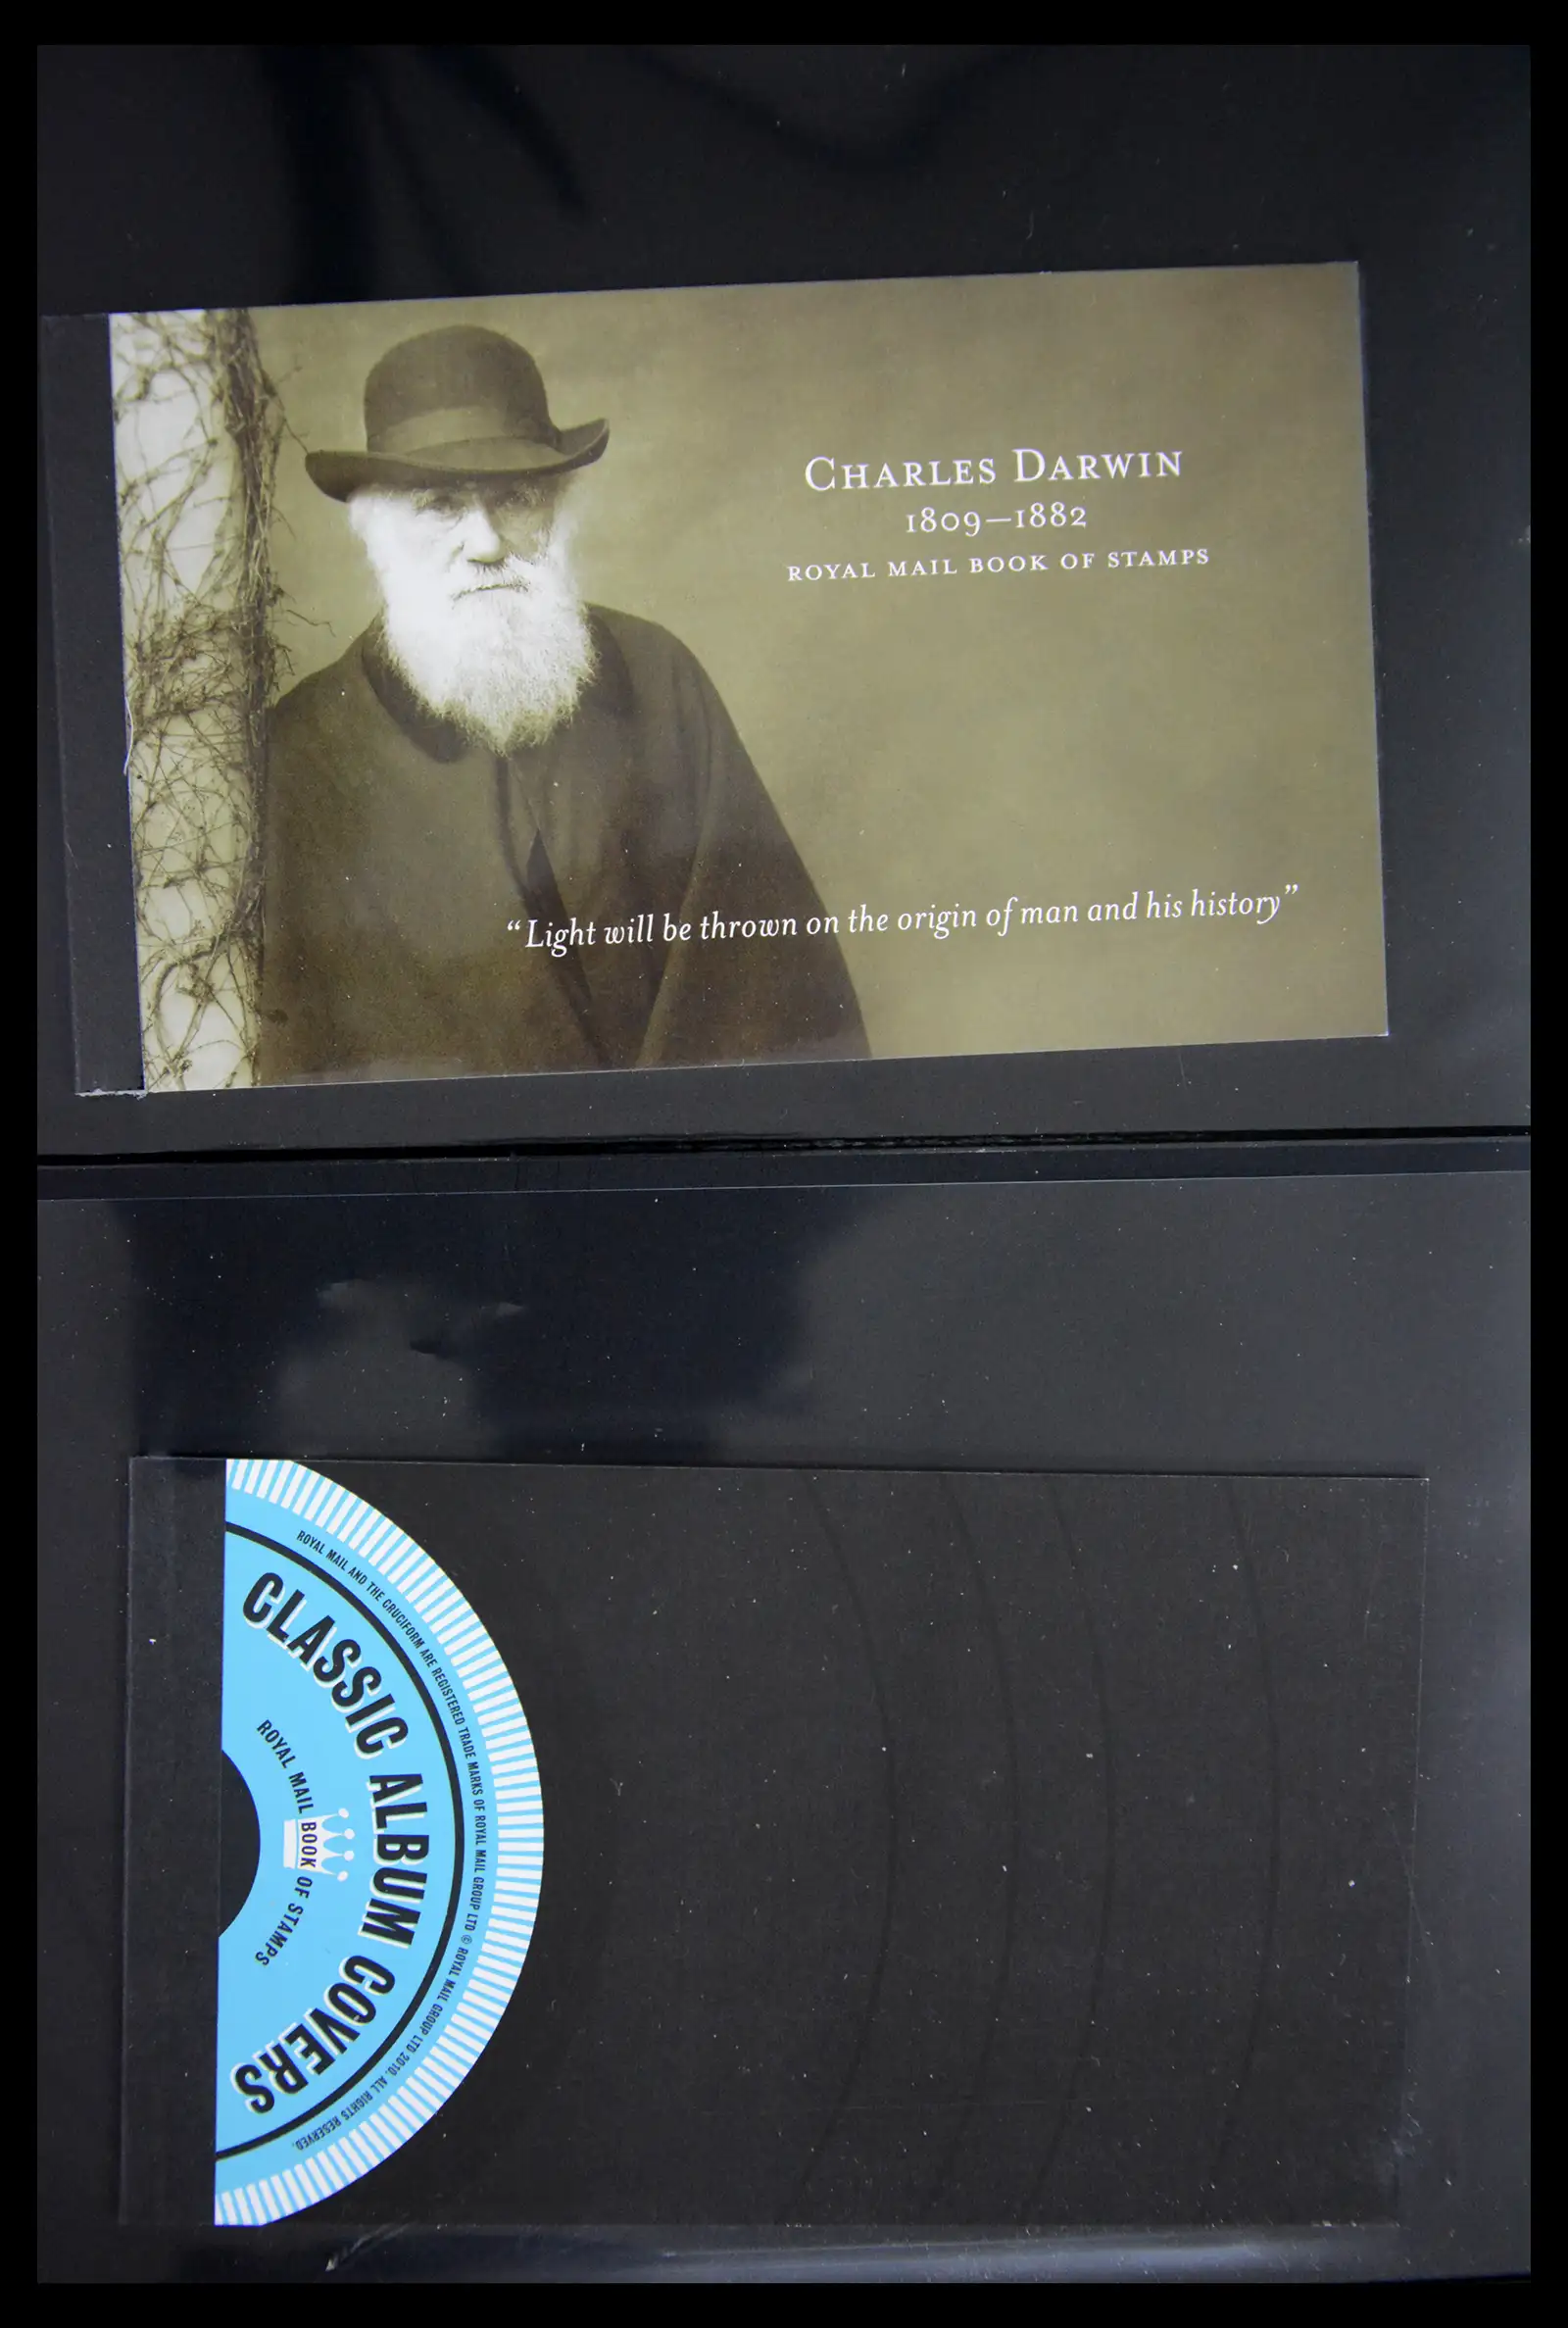 CHARLES DARWIN
1809–1882
ROYAL MAIL BOOK OF STAMPS
“Light will be thrown on the origin of man and his history”
ROYAL MAIL AND THE CRUCIFORM ARE REGISTERED TRADE MARKS OF ROYAL MAIL GROUP LTD © ROYAL MAIL GROUP LTD 2010. ALL RIGHTS RESERVED.
CLASSIC ALBUM COVERS
ROYAL MAIL BOOK OF STAMPS